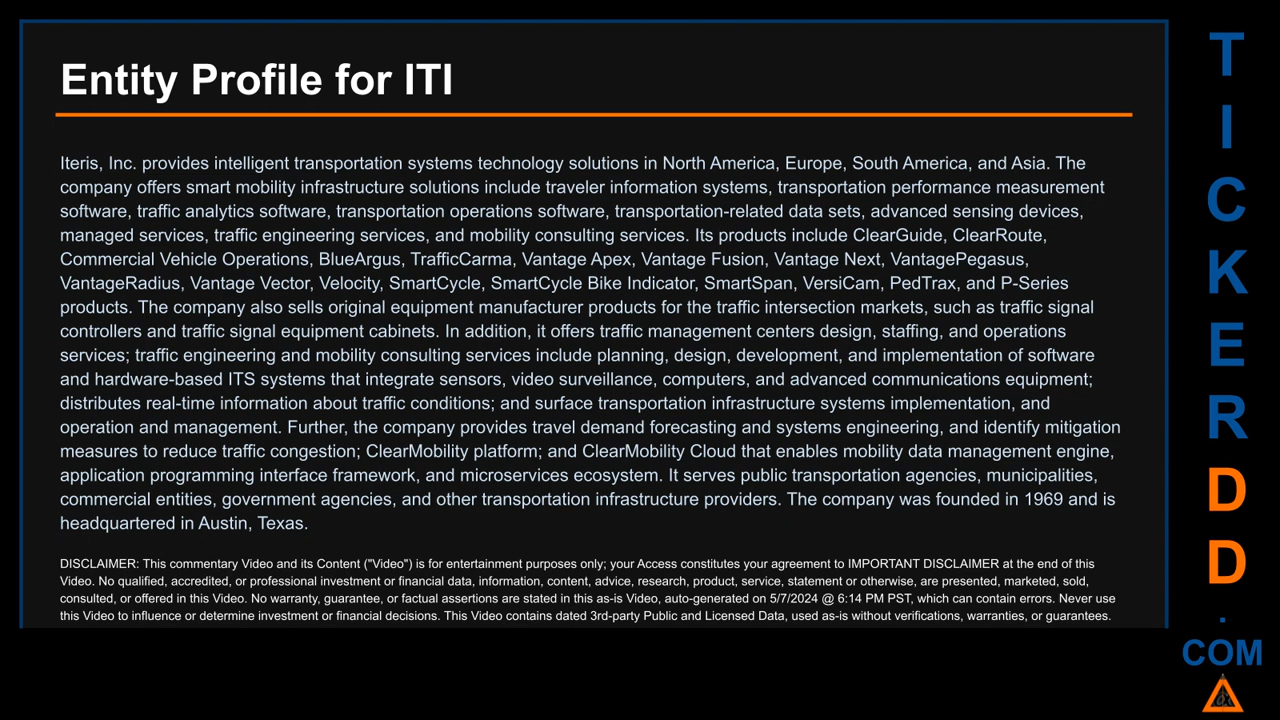 Entity Profile for ITI
Iteris, Inc. provides intelligent transportation systems technology solutions in North America, Europe, South America, and Asia. The
company offers smart mobility infrastructure solutions include traveler information systems, transportation performance measurement
software, traffic analytics software, transportation operations software, transportation-related data sets, advanced sensing devices,
managed services, traffic engineering services, and mobility consulting services. Its products include ClearGuide, ClearRoute,
Commercial Vehicle Operations, BlueArgus, TrafficCarma, Vantage Apex, Vantage Fusion, Vantage Next, VantagePegasus,
VantageRadius, Vantage Vector, Velocity, SmartCycle, SmartCycle Bike Indicator, SmartSpan, VersiCam, PedTrax, and P-Series
products. The company also sells original equipment manufacturer products for the traffic intersection markets, such as traffic signal
controllers and traffic signal equipment cabinets. In addition, it offers traffic management centers design, staffing, and operations
services; traffic engineering and mobility consulting services include planning, design, development, and implementation of software
and hardware-based ITS systems that integrate sensors, video surveillance, computers, and advanced communications equipment;
distributes real-time information about traffic conditions; and surface transportation infrastructure systems implementation, and
operation and management. Further, the company provides travel demand forecasting and systems engineering, and identify mitigation
measures to reduce traffic congestion; ClearMobility platform; and ClearMobility Cloud that enables mobility data management engine,
application programming interface framework, and microservices ecosystem. It serves public transportation agencies, municipalities,
commercial entities, government agencies, and other transportation infrastructure providers. The company was founded in 1969 and is
headquartered in Austin, Texas.
DISCLAIMER: This commentary Video and its Content ("Video") is for entertainment purposes only; your Access constitutes your agreement to IMPORTANT DISCLAIMER at the end of this
Video. No qualified, accredited, or professional investment or financial data, information, content, advice, research, product, service, statement or otherwise, are presented, marketed, sold,
consulted, or offered in this Video. No warranty, guarantee, or factual assertions are stated in this as-is Video, auto-generated on 5/7/2024 @ 6:14 PM PST, which can contain errors. Never use
this Video to influence or determine investment or financial decisions. This Video contains dated 3rd-party Public and Licensed Data, used as-is without verifications, warranties, or guarantees.
T
I
C
K
E
R
D
D
.
COM